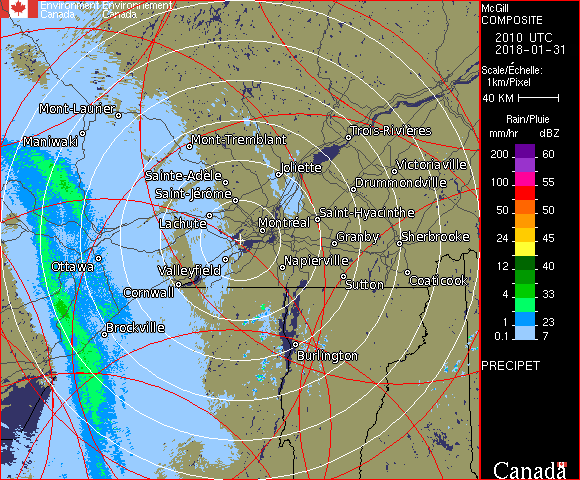 Environment Environnement
Canada Canada
McGill
COMPOSITE
2010 UTC
2018-01-31
Scale/Échelle:
1km/Pixel
40 KM
Rain/Pluie
mm/hr dBZ
200 60
150 57
100 55
50 50
24 45
12 40
4 33
1 23
0.1 7
PRECIPET
Canada
Mont-Laurier
Maniwaki
Mont-Tremblant
Trois-Rivières
Joliette
Victoriaville
Sainte-Adèle
Drummondville
Saint-Jérôme
Saint-Hyacinthe
Lachute
Montréal
Granby
Sherbrooke
Ottawa
Valleyfield
Napierville
Cornwall
Sutton
Coaticook
Brockville
Burlington